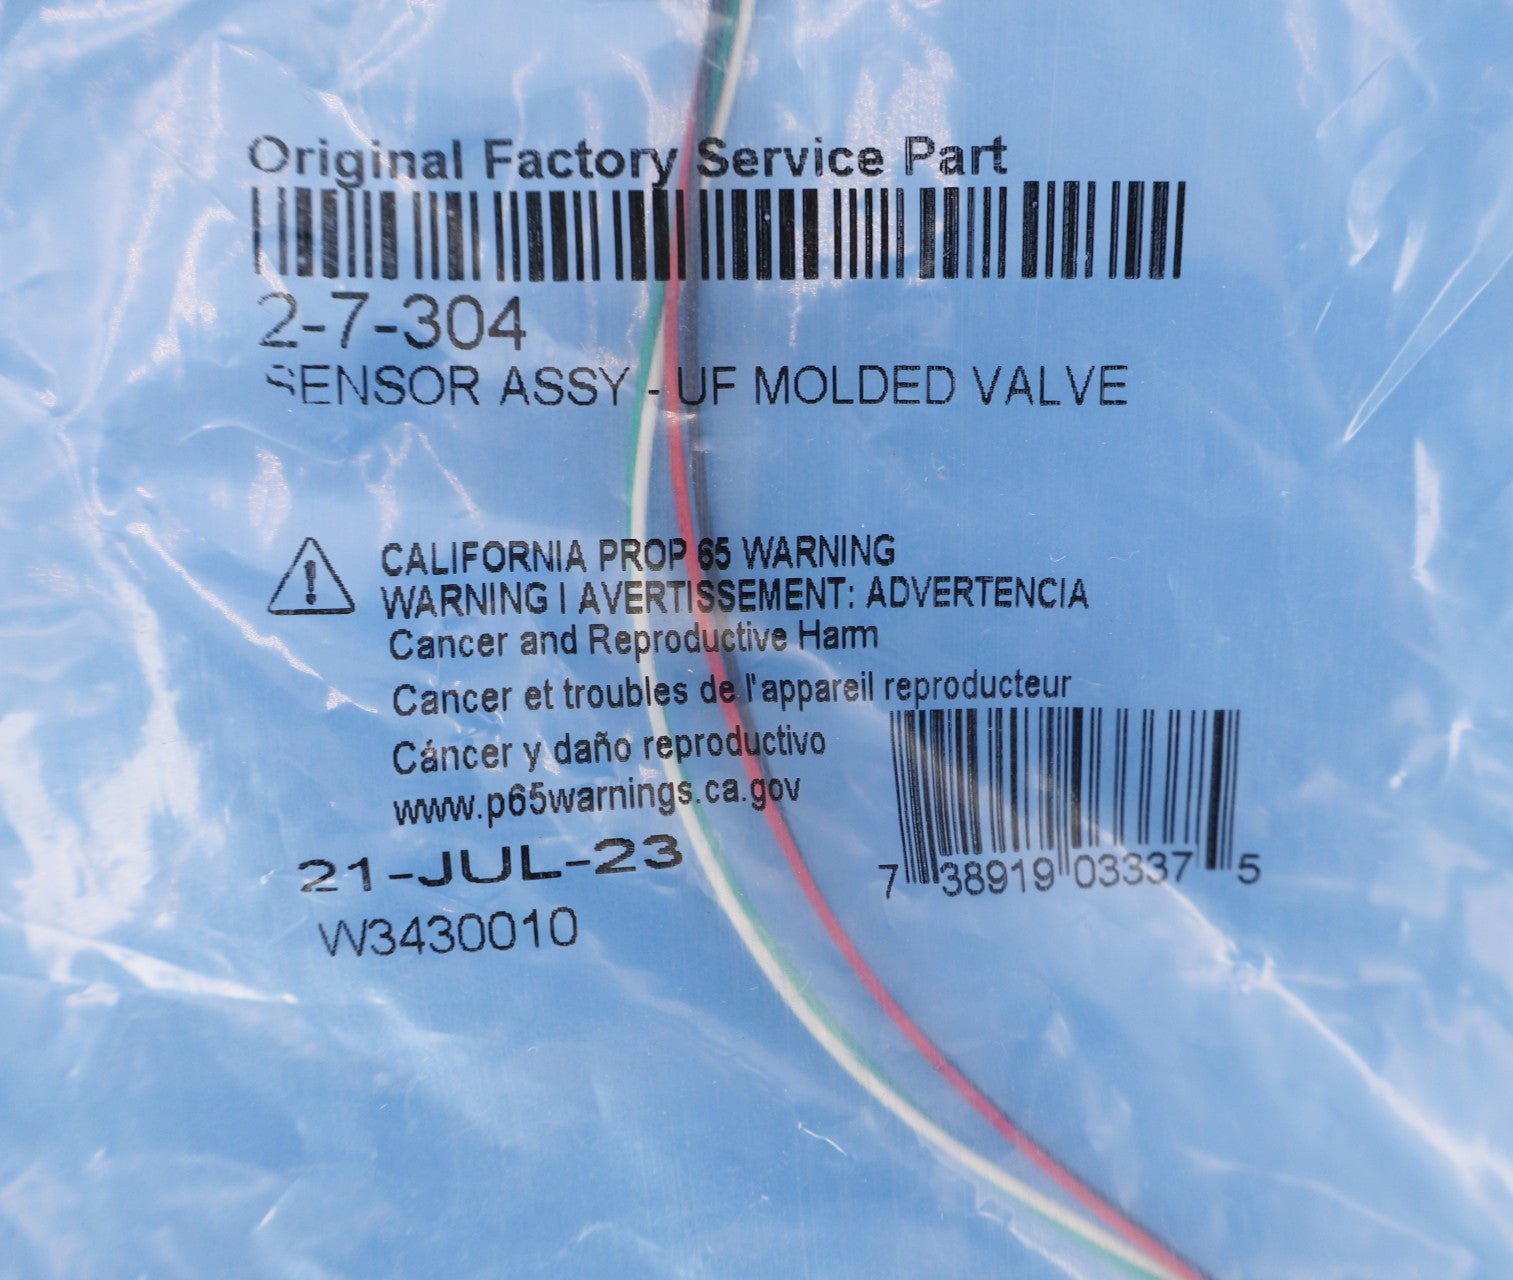 Original Factory Service Part
2-7-304
SENSOR ASSY - UF MOLDED VALVE
CALIFORNIA PROP 65 WARNING
WARNING I AVERTISSEMENT: ADVERTENCIA
Cancer and Reproductive Harm
Cancer et troubles de l'appareil reproducteur
Cáncer y daño reproductivo
www.p65warnings.ca.gov
21-JUL-23
W3430010
7 38919 03337 5